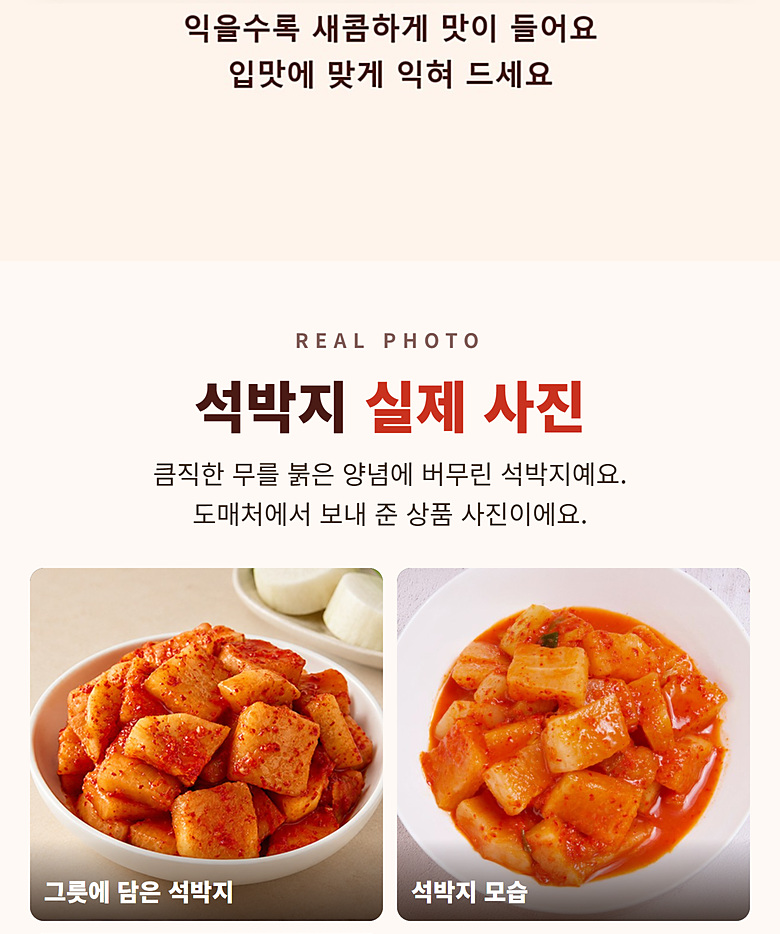 익을수록 새콤하게 맛이 들어요
입맛에 맞게 익혀 드세요
REAL PHOTO
석박지 실제 사진
큼직한 무를 붉은 양념에 버무린 석박지예요.
도매처에서 보내 준 상품 사진이에요.
그릇에 담은 석박지
석박지 모습